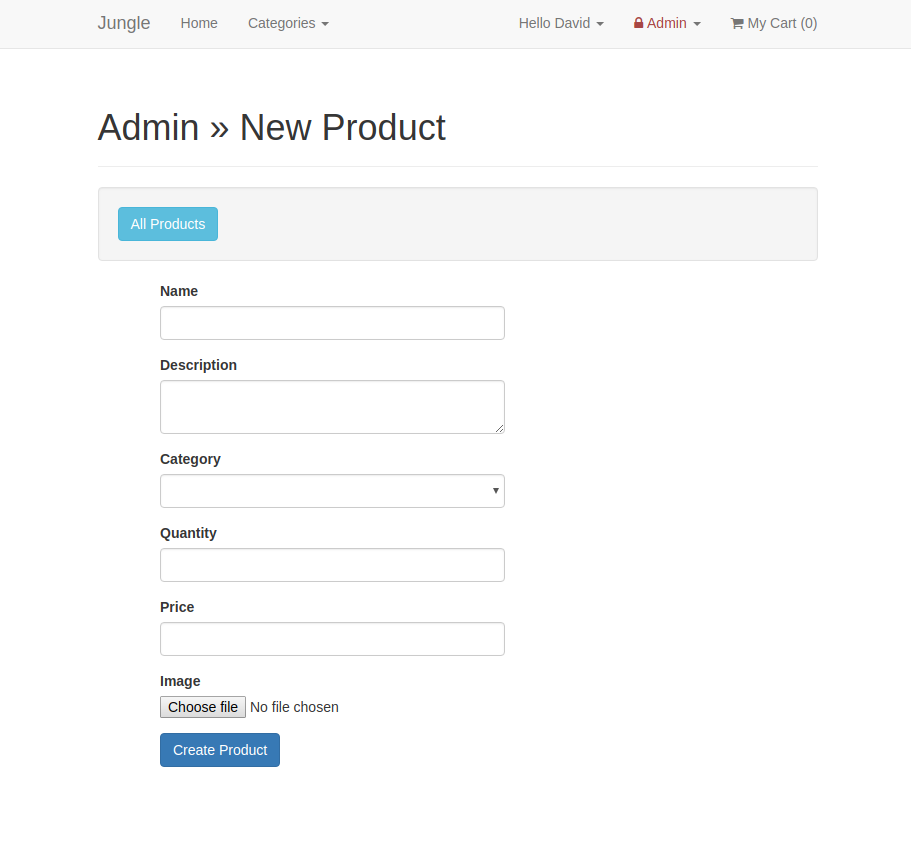 Jungle Home Categories Hello David Admin My Cart (0)
Admin » New Product
All Products
Name
Description
Category
Quantity
Price
Image
Choose file No file chosen
Create Product